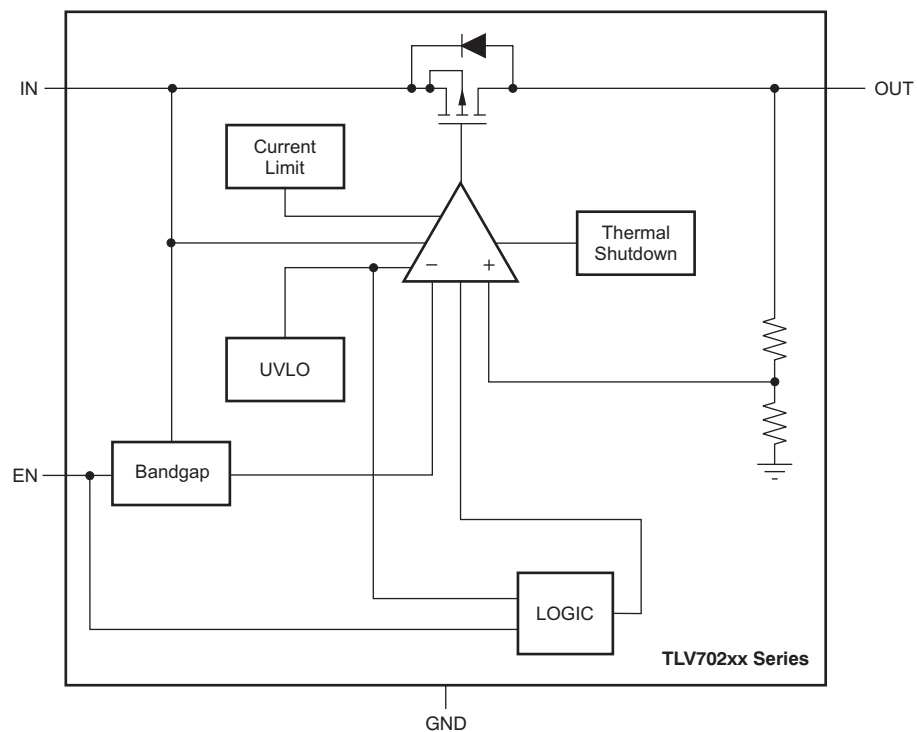 IN
OUT
Current
Limit
Thermal
Shutdown
−
+
UVLO
EN
Bandgap
LOGIC
TLV702xx Series
GND